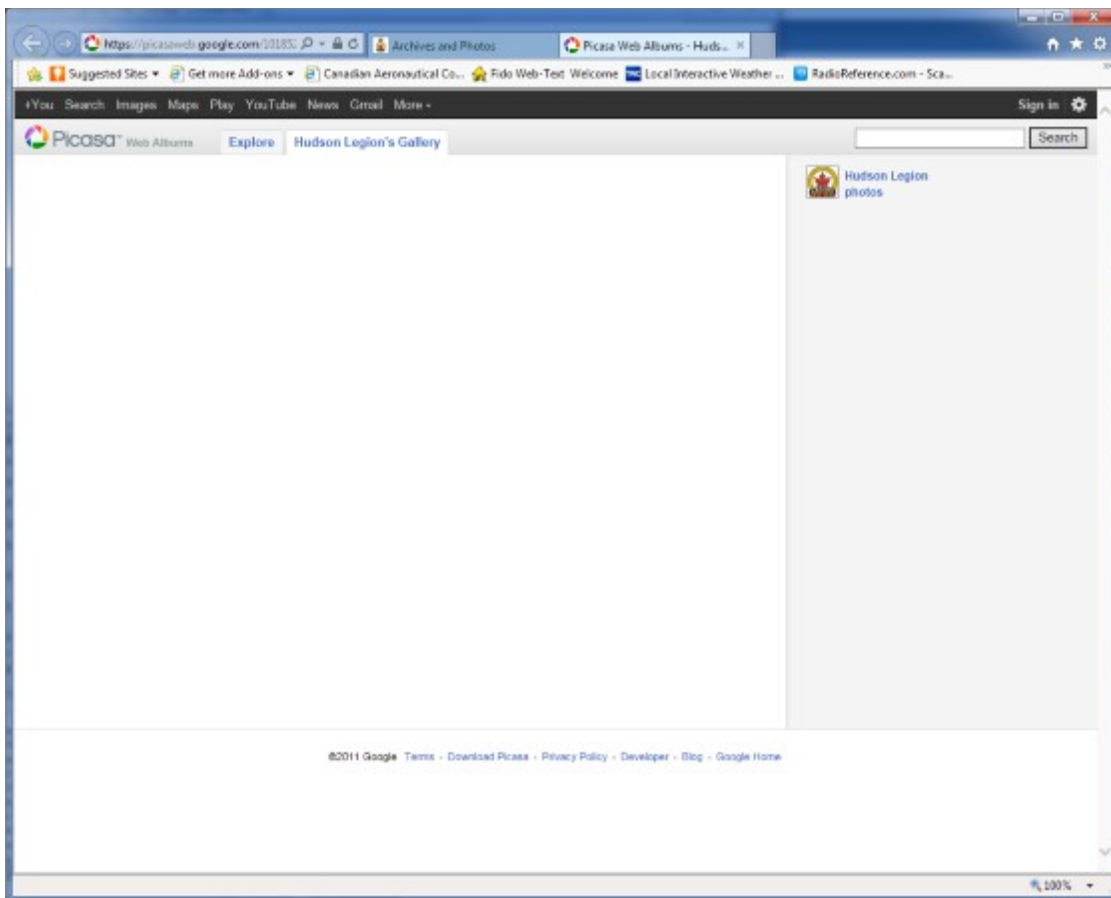 https://picasaweb.google.com/10185 Archives and Photos Picasa Web Albums - Huds...
Suggested Sites Get more Add-ons Canadian Aeronautical Co... Fido Web-Text Welcome Local Interactive Weather ... RadioReference.com - Sca...
+You Search Images Maps Play YouTube News Gmail More Sign in
Picasa™ Web Albums Explore Hudson Legion's Gallery Search
Hudson Legion
photos
©2011 Google Terms - Download Picasa - Privacy Policy - Developer - Blog - Google Home
100%